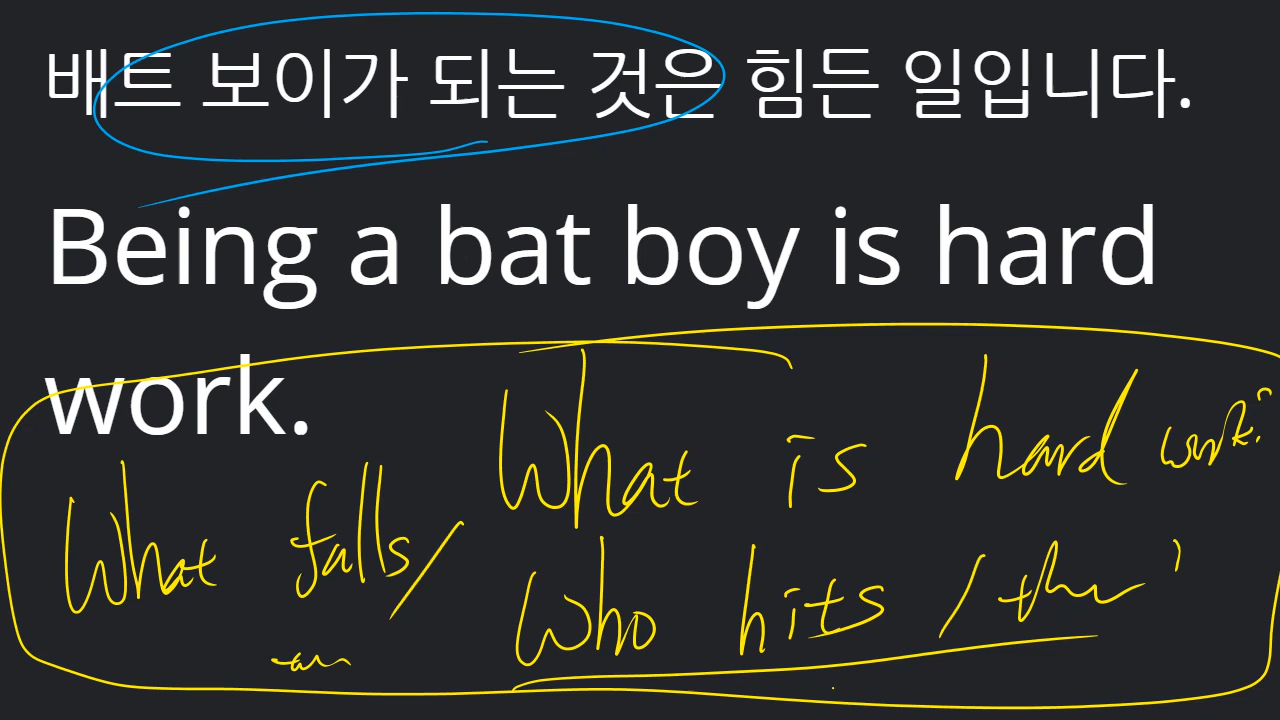 배트 보이가 되는 것은 힘든 일입니다.
Being a bat boy is hard
work.
What is hard work?
What falls/
Who hits /